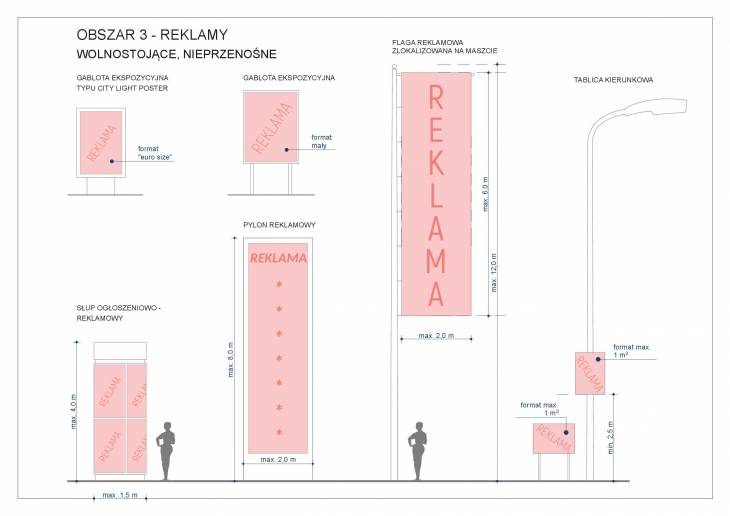 OBSZAR 3 - REKLAMY
WOLNOSTOJĄCE, NIEPRZENOŚNE
GABLOTA EKSPOZYCYJNA
TYPU CITY LIGHT POSTER
REKLAMA
format
"euro size"
GABLOTA EKSPOZYCYJNA
REKLAMA
format
mały
FLAGA REKLAMOWA
ZLOKALIZOWANA NA MASZCIE
REKLAMA
max. 6,0 m
max. 12,0 m
max. 2,0 m
TABLICA KIERUNKOWA
format max.
1 m²
REKLAMA
format max.
1 m²
REKLAMA
min. 2,5 m
PYLON REKLAMOWY
REKLAMA
*
*
*
*
*
*
*
max. 6,0 m
max. 2,0 m
SŁUP OGŁOSZENIOWO -
REKLAMOWY
REKLAMA
REKLAMA
REKLAMA
REKLAMA
max. 4,0 m
max. 1,5 m